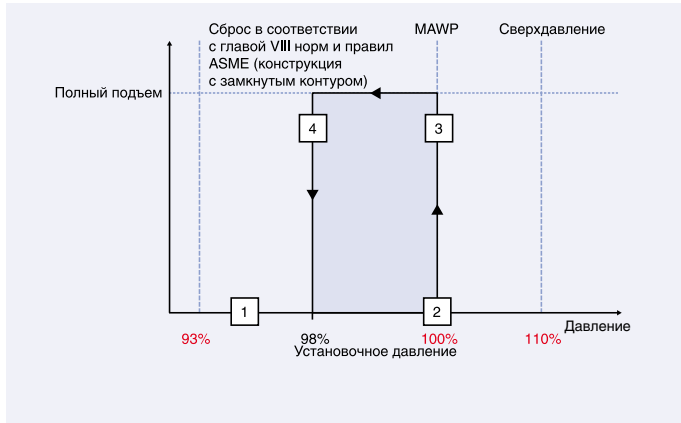 Сброс в соответствии
с главой VIII норм и правил
ASME (конструкция
с замкнутым контуром)
MAWP
Сверхдавление
Полный подъем
4
3
1
2
Давление
93%
98%
100%
110%
Установочное давление